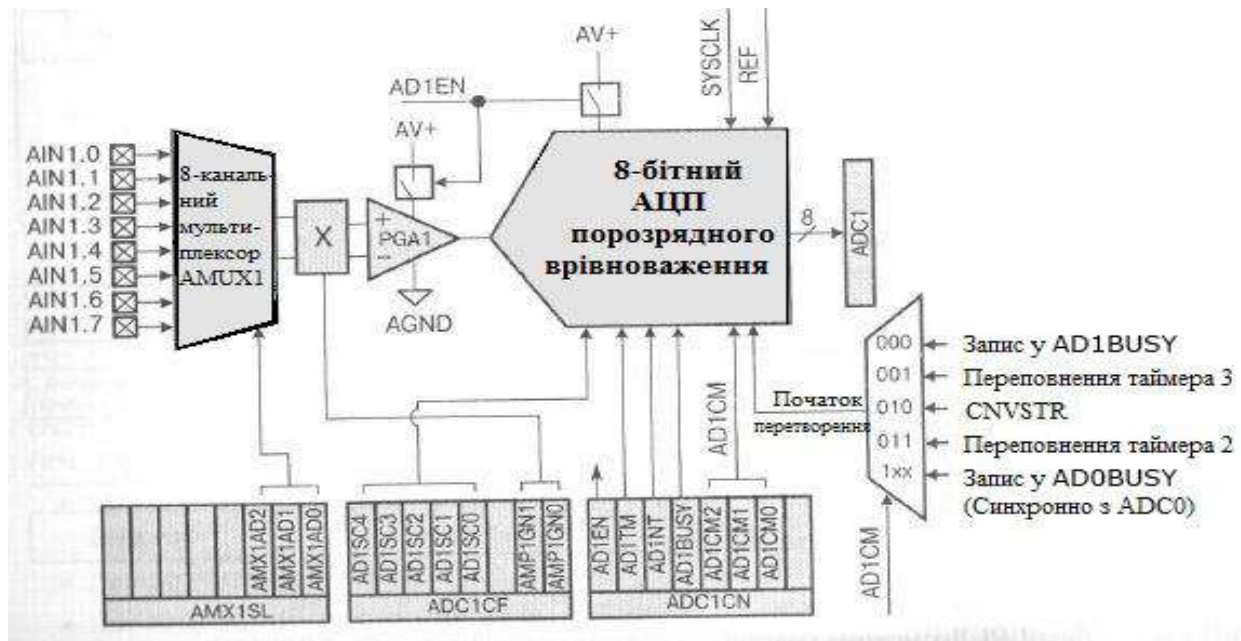 AV+
SYSCLK
REF
AD1EN
AV+
AIN1.0
AIN1.1
AIN1.2
AIN1.3
AIN1.4
AIN1.5
AIN1.6
AIN1.7
8-каналь-
ний
мульти-
плексор
AMUX1
X
+
PGA1
-
AGND
8-бітний
АЦП
порозрядного
врівноваження
8
ADC1
000
001
010
011
1xx
Запис у AD1BUSY
Переповнення таймера 3
CNVSTR
Переповнення таймера 2
Запис у AD0BUSY
(Синхронно з ADC0)
Початок
перетворення
AD1CM
AD1CM
AMX1AD2
AMX1AD1
AMX1AD0
AMX1SL
AD1SC4
AD1SC3
AD1SC2
AD1SC1
AD1SC0
AMP1GN1
AMP1GN0
ADC1CF
AD1EN
AD1TM
AD1INT
AD1BUSY
AD1CM2
AD1CM1
AD1CM0
ADC1CN